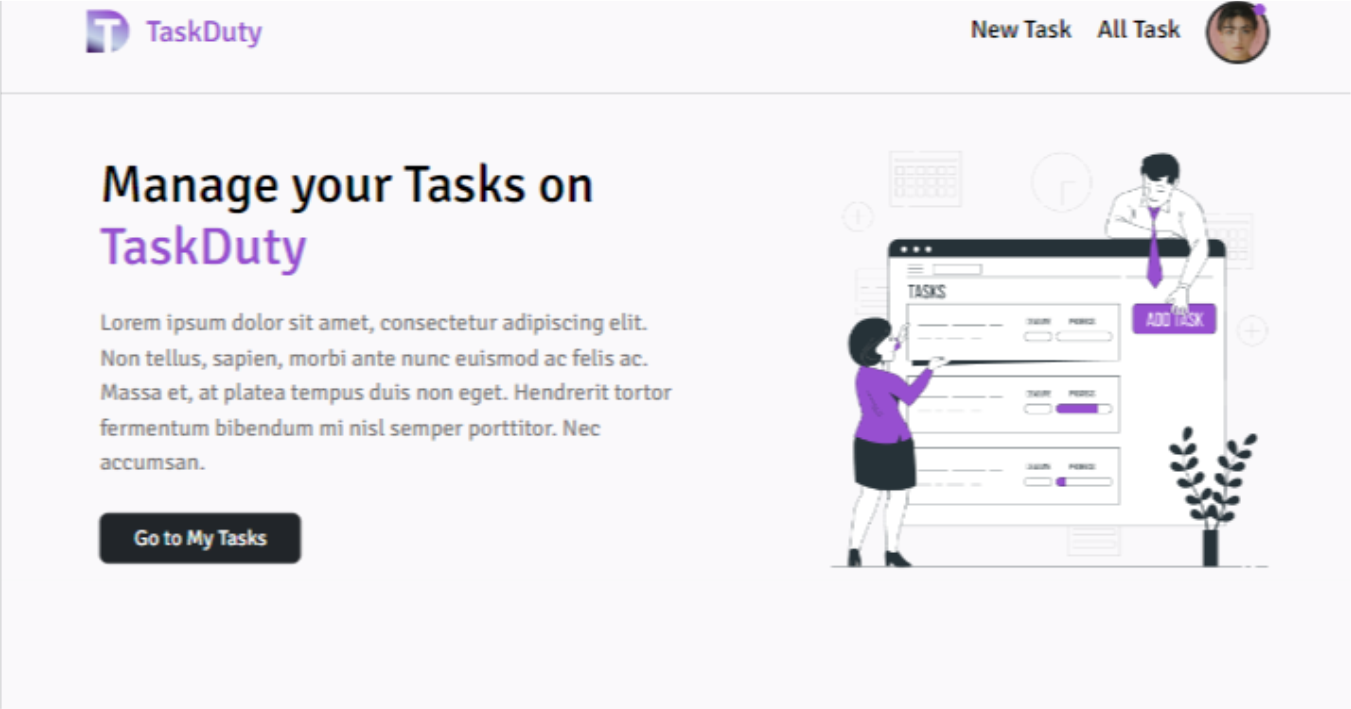 TaskDuty
New Task
All Task
Manage your Tasks on
TaskDuty
Lorem ipsum dolor sit amet, consectetur adipiscing elit.
Non tellus, sapien, morbi ante nunc euismod ac felis ac.
Massa et, at platea tempus duis non eget. Hendrerit tortor
fermentum bibendum mi nisl semper porttitor. Nec
accumsan.
Go to My Tasks
TASKS
ADD TASK